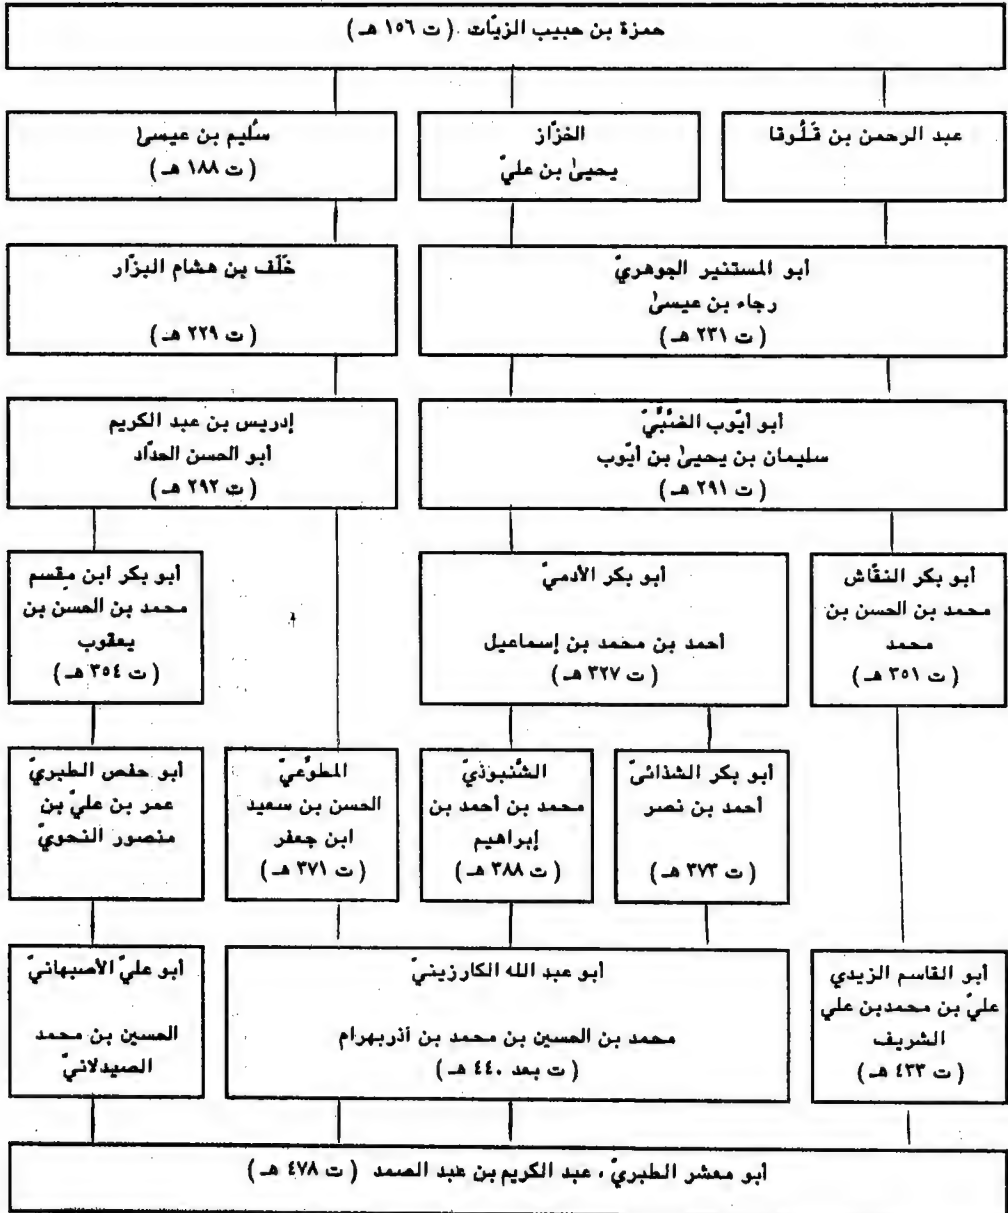 حمزة بن حبيب الزيّات ( ت ١٥٦ هـ )
عبد الرحمن بن قَلُوقا
الخزّاز
يحيىٰ بن عليّ
سُليم بن عيسىٰ
( ت ١٨٨ هـ )
أبو المستنير الجوهريّ
رجاء بن عيسىٰ
( ت ٢٣١ هـ )
خَلَف بن هشام البزّار
( ت ٢٢٩ هـ )
أبو أيّوب الضَّبِّيّ
سليمان بن يحيىٰ بن أيّوب
( ت ٢٩١ هـ )
إدريس بن عبد الكريم
أبو الحسن الحدّاد
( ت ٢٩٢ هـ )
أبو بكر النقّاش
محمد بن الحسن بن
محمد
( ت ٣٥١ هـ )
أبو بكر الأدميّ
أحمد بن محمد بن إسماعيل
( ت ٣٢٧ هـ )
أبو بكر ابن مِقسم
محمد بن الحسن بن
يعقوب
( ت ٣٥٤ هـ )
أبو بكر الشذائيّ
أحمد بن نصر
( ت ٣٧٣ هـ )
الشَّنبوذيّ
محمد بن أحمد بن
إبراهيم
( ت ٣٨٨ هـ )
المطوِّعيّ
الحسن بن سعيد
ابن جعفر
( ت ٣٧١ هـ )
أبو حفص الطبريّ
عمر بن عليّ بن
منصور النحويّ
أبو القاسم الزيدي
عليّ بن محمدبن علي
الشريف
( ت ٤٣٣ هـ )
أبو عبد الله الكارزينيّ
محمد بن الحسين بن محمد بن آذربهرام
( ت بعد ٤٤٠ هـ )
أبو عليّ الأصبهانيّ
الحسين بن محمد
الصيدلانيّ
أبو معشر الطبريّ ، عبد الكريم بن عبد الصمد ( ت ٤٧٨ هـ )